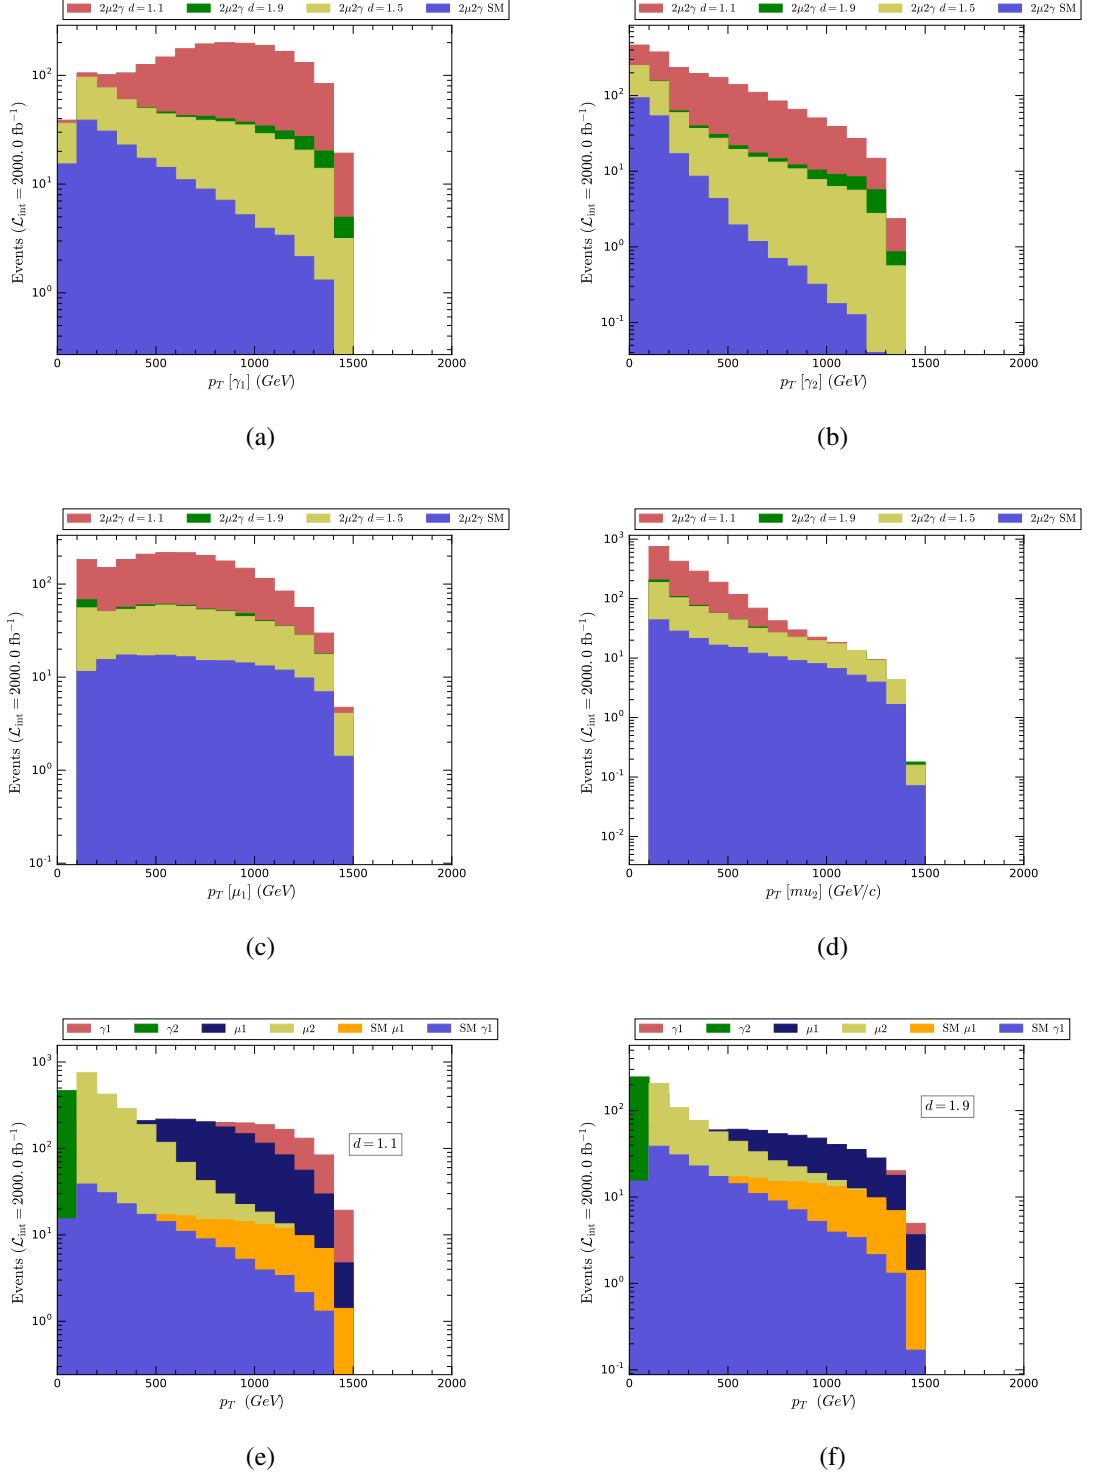 2μ2γ d = 1.1 2μ2γ d = 1.9 2μ2γ d = 1.5 2μ2γ SM
Events (ℒint = 2000.0 fb⁻¹)
10²
10¹
10⁰
0 500 1000 1500 2000
pT [γ1] (GeV)
(a)
2μ2γ d = 1.1 2μ2γ d = 1.9 2μ2γ d = 1.5 2μ2γ SM
Events (ℒint = 2000.0 fb⁻¹)
10²
10¹
10⁰
10⁻¹
0 500 1000 1500 2000
pT [γ2] (GeV)
(b)
2μ2γ d = 1.1 2μ2γ d = 1.9 2μ2γ d = 1.5 2μ2γ SM
Events (ℒint = 2000.0 fb⁻¹)
10²
10¹
10⁰
10⁻¹
0 500 1000 1500 2000
pT [μ1] (GeV)
(c)
2μ2γ d = 1.1 2μ2γ d = 1.9 2μ2γ d = 1.5 2μ2γ SM
Events (ℒint = 2000.0 fb⁻¹)
10³
10²
10¹
10⁰
10⁻¹
10⁻²
0 500 1000 1500 2000
pT [mu2] (GeV/c)
(d)
γ1 γ2 μ1 μ2 SM μ1 SM γ1
Events (ℒint = 2000.0 fb⁻¹)
10³
10²
10¹
10⁰
d = 1.1
0 500 1000 1500 2000
pT (GeV)
(e)
γ1 γ2 μ1 μ2 SM μ1 SM γ1
Events (ℒint = 2000.0 fb⁻¹)
10²
10¹
10⁰
10⁻¹
d = 1.9
0 500 1000 1500 2000
pT (GeV)
(f)